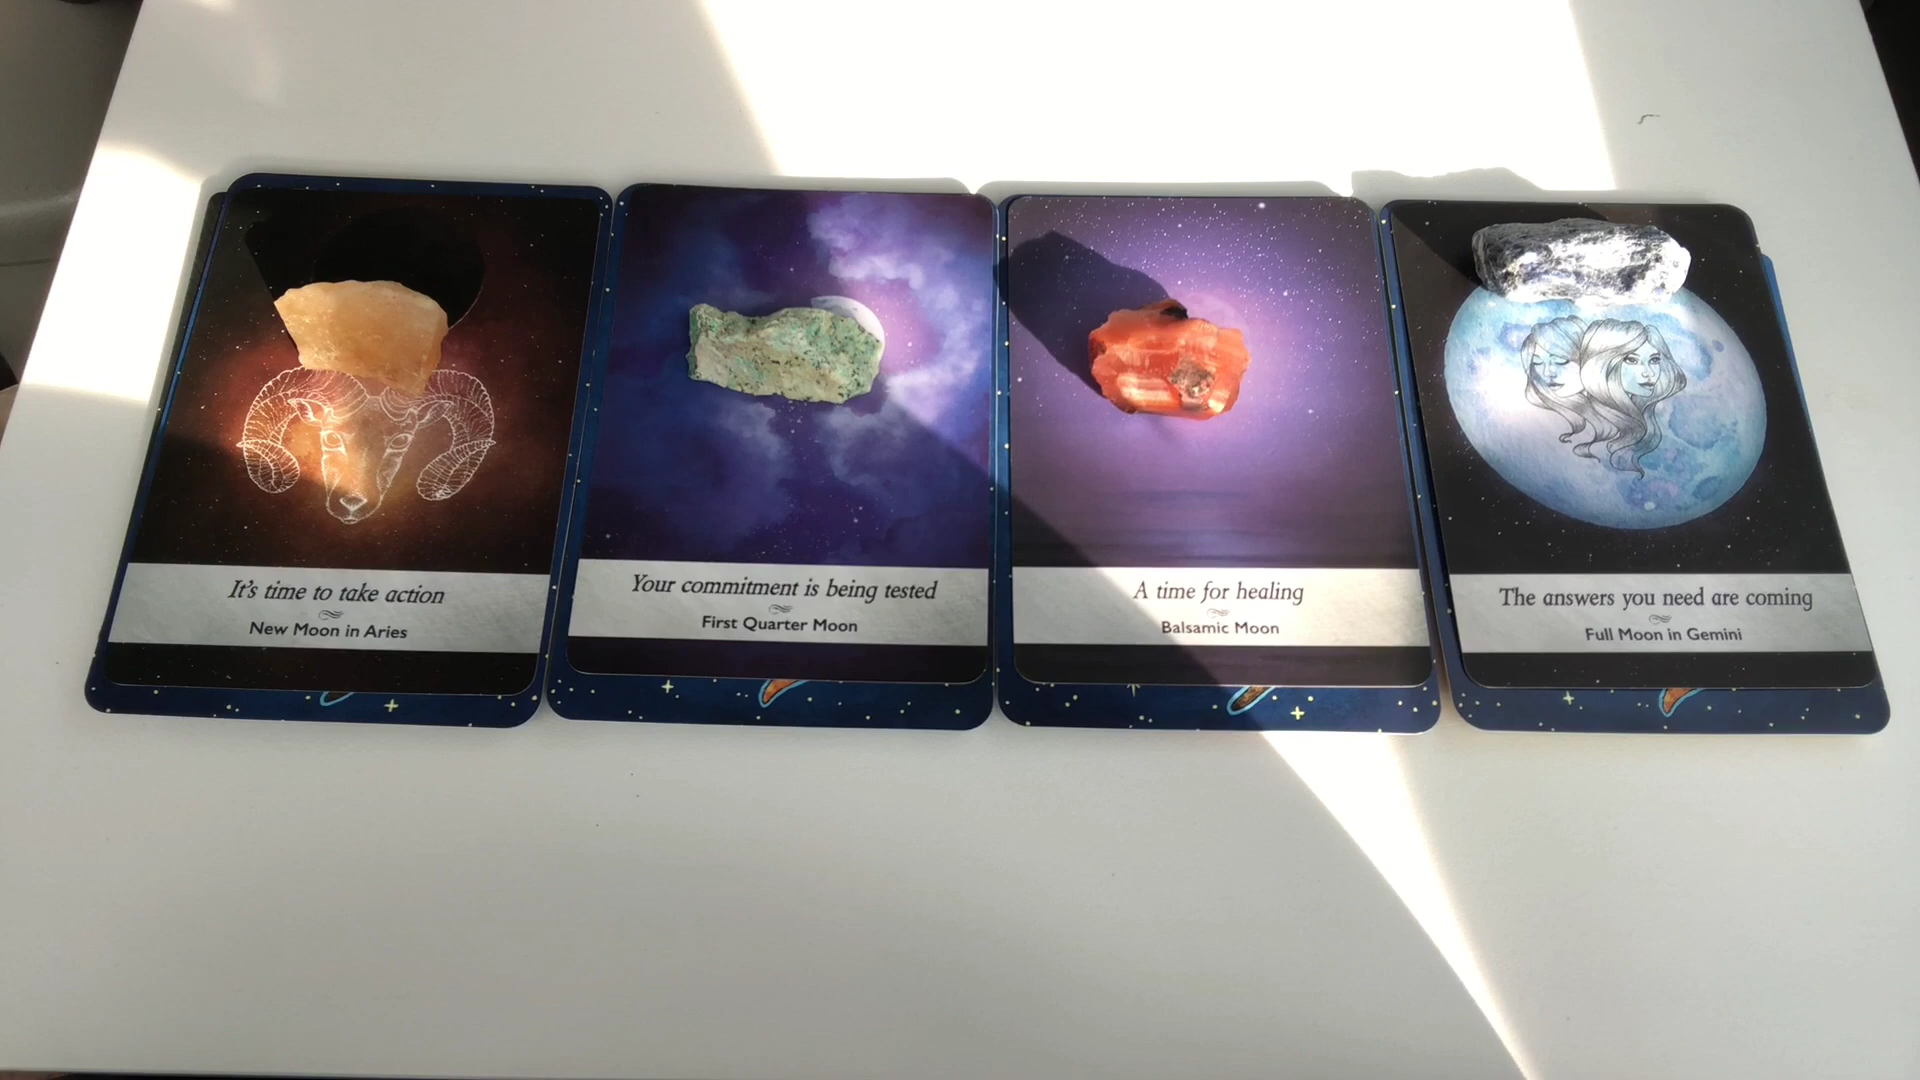 It's time to take action
New Moon in Aries
Your commitment is being tested
First Quarter Moon
A time for healing
Balsamic Moon
The answers you need are coming
Full Moon in Gemini